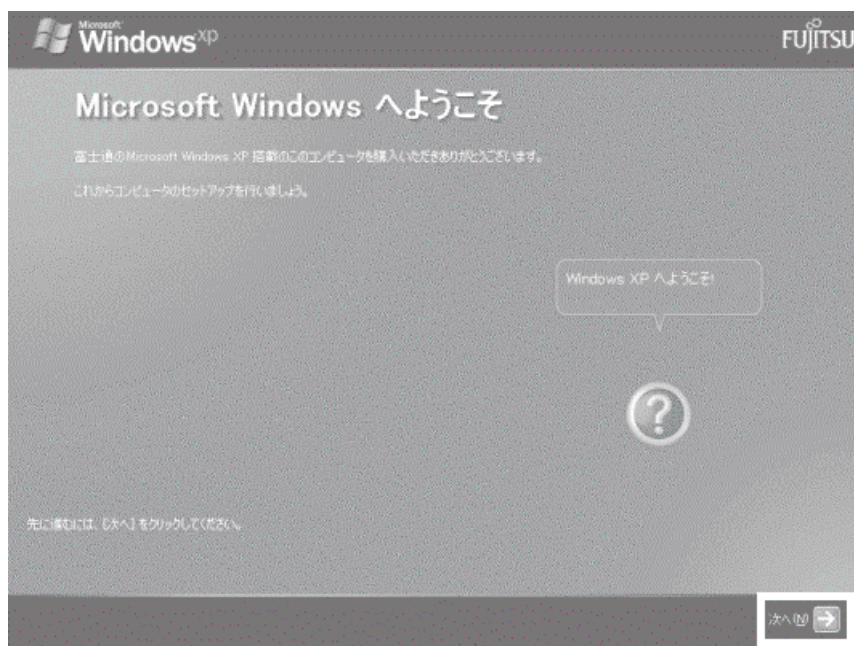 Microsoft
Windows xp
FUJITSU
Microsoft Windows へようこそ
富士通のMicrosoft Windows XP 搭載のこのコンピュータを購入いただきありがとうございます。
これからコンピュータのセットアップを行いましょう。
Windows XP へようこそ!
?
先に進むには、[次へ] をクリックしてください。
次へ(N)